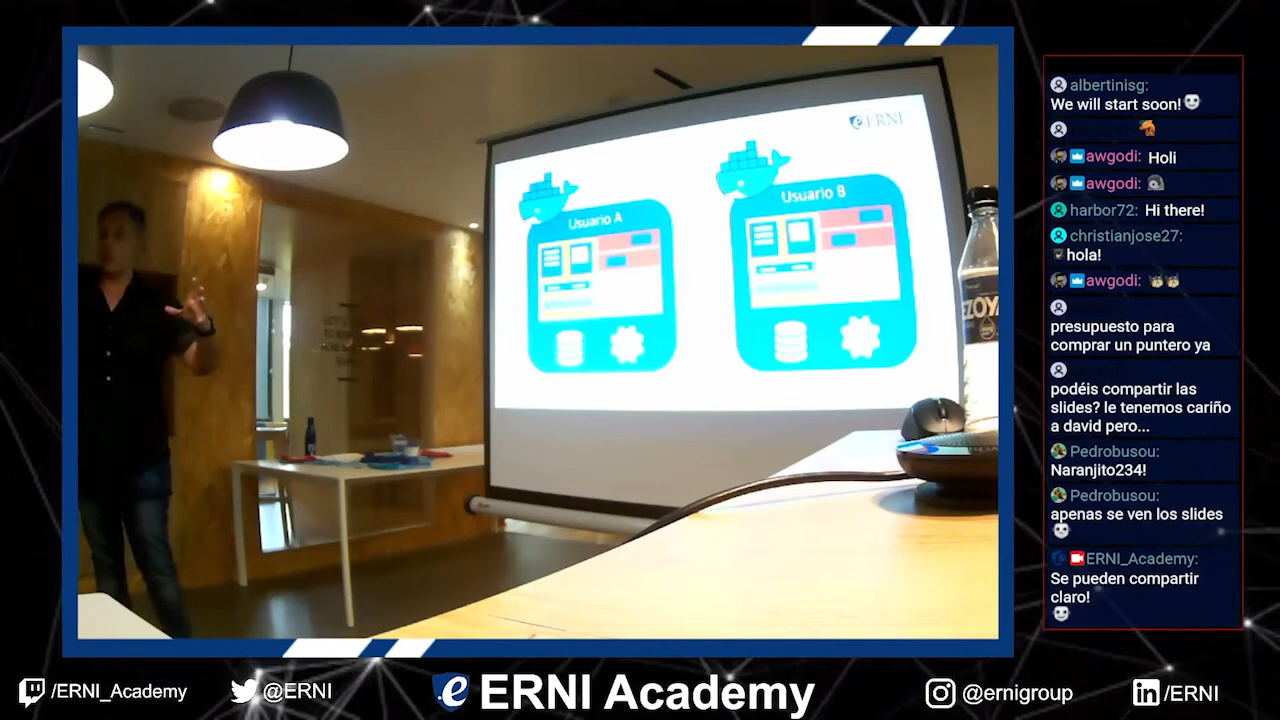 ERNI
Usuario A
Usuario B
albertinisg:
We will start soon!
awgodi: Holi
awgodi:
harbor72: Hi there!
christianjose27:
hola!
awgodi:
presupuesto para
comprar un puntero ya
podéis compartir las
slides? le tenemos cariño
a david pero...
Pedrobusou:
Naranjito234!
Pedrobusou:
apenas se ven los slides
ERNI_Academy:
Se pueden compartir
claro!
/ERNI_Academy
@ERNI
ERNI Academy
@ernigroup
/ERNI